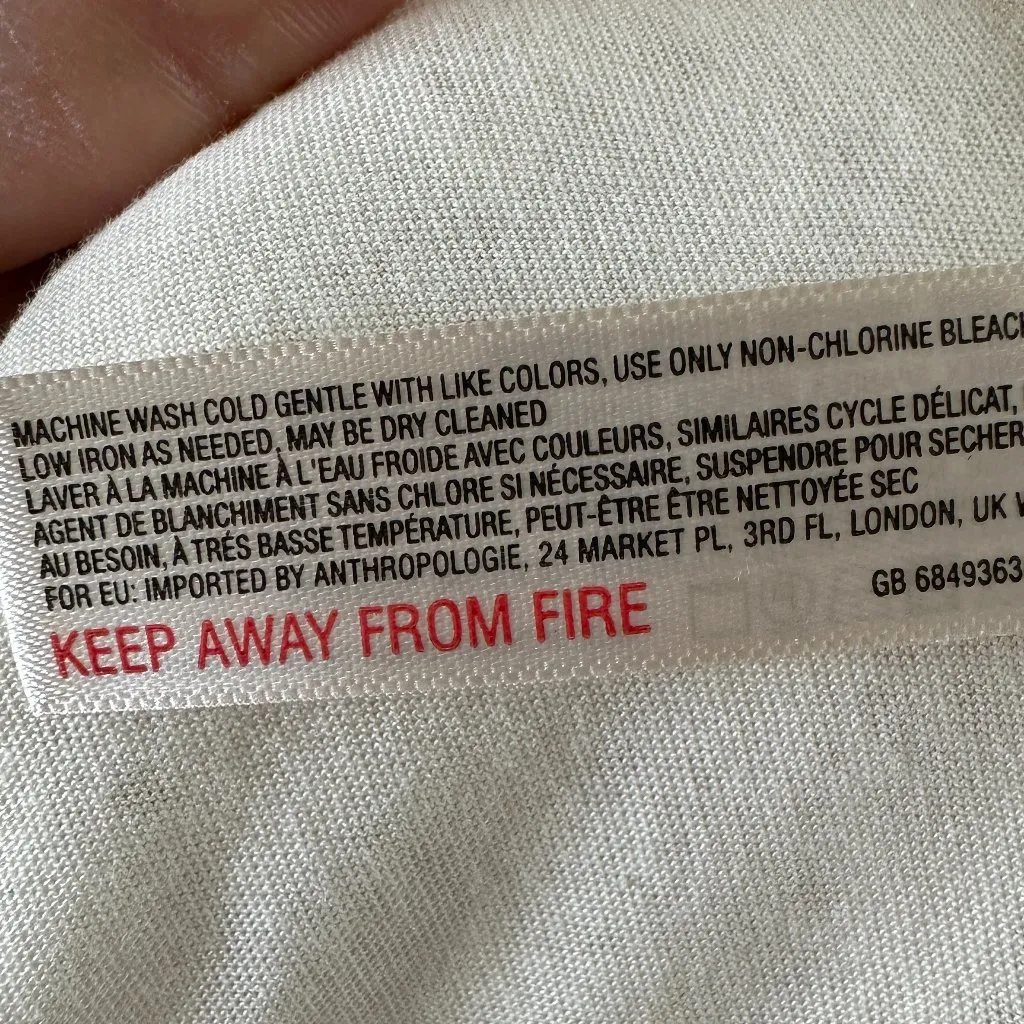 MACHINE WASH COLD GENTLE WITH LIKE COLORS, USE ONLY NON-CHLORINE BLEACH
LOW IRON AS NEEDED, MAY BE DRY CLEANED
LAVER À LA MACHINE À L'EAU FROIDE AVEC COULEURS, SIMILAIRES CYCLE DÉLICAT,
AGENT DE BLANCHIMENT SANS CHLORE SI NÉCESSAIRE, SUSPENDRE POUR SECHER
AU BESOIN, À TRÉS BASSE TEMPÉRATURE, PEUT-ÊTRE ÊTRE NETTOYÉE SEC
FOR EU: IMPORTED BY ANTHROPOLOGIE, 24 MARKET PL, 3RD FL, LONDON, UK
GB 6849363
KEEP AWAY FROM FIRE